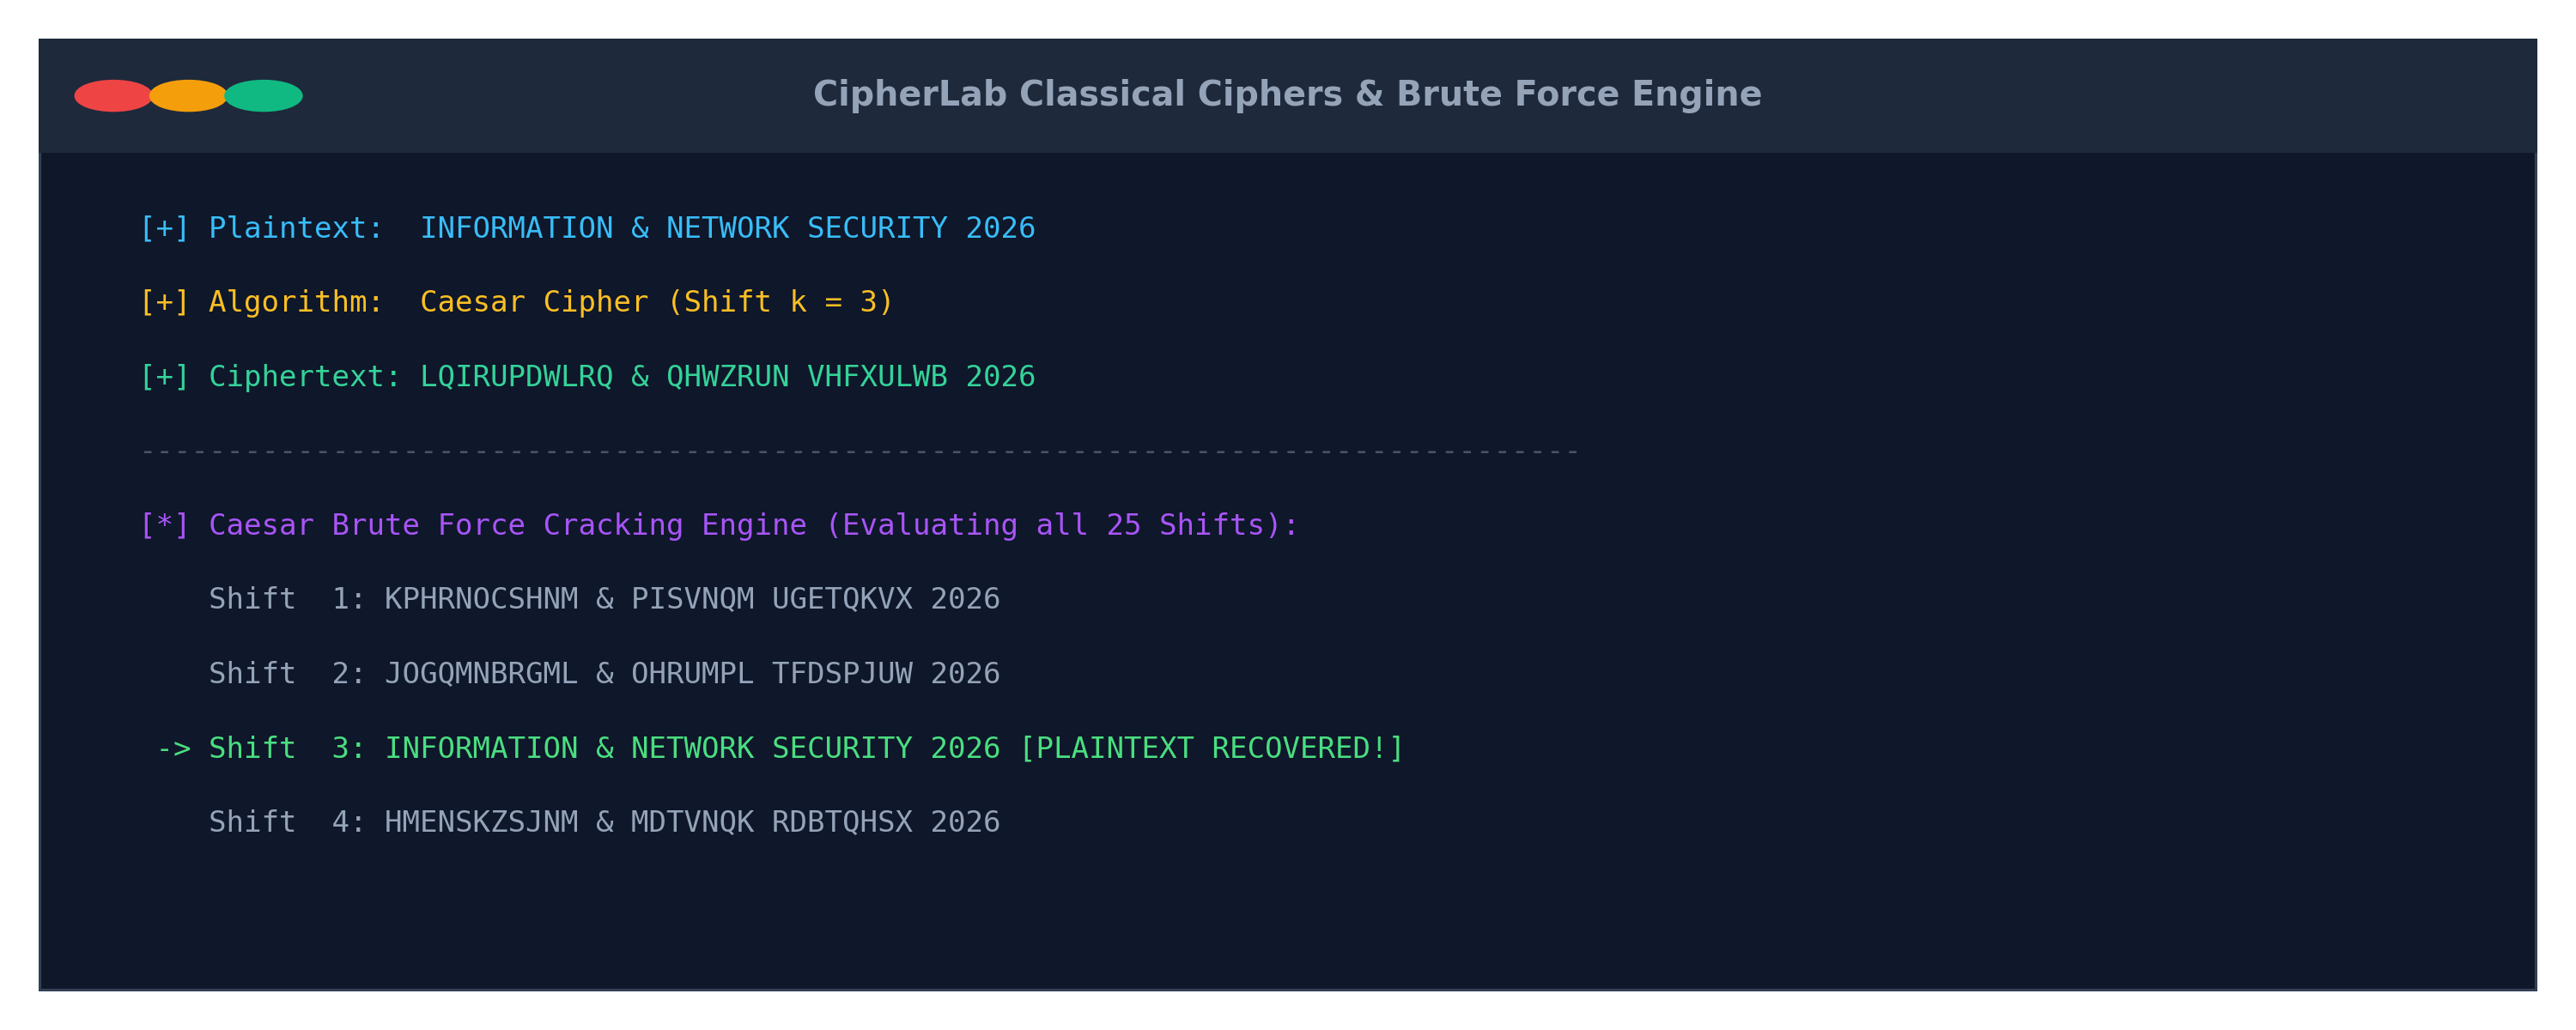 CipherLab Classical Ciphers & Brute Force Engine
[+] Plaintext:  INFORMATION & NETWORK SECURITY 2026
[+] Algorithm:  Caesar Cipher (Shift k = 3)
[+] Ciphertext: LQIRUPDWLRQ & QHWZRUN VHFXULWB 2026
----------------------------------------------------------------------------------
[*] Caesar Brute Force Cracking Engine (Evaluating all 25 Shifts):
Shift  1: KPHRNOCSHNM & PISVNQM UGETQKVX 2026
Shift  2: JOGQMNBRGML & OHRUMPL TFDSPJUW 2026
-> Shift  3: INFORMATION & NETWORK SECURITY 2026 [PLAINTEXT RECOVERED!]
Shift  4: HMENSKZSJNM & MDTVNQK RDBTQHSX 2026